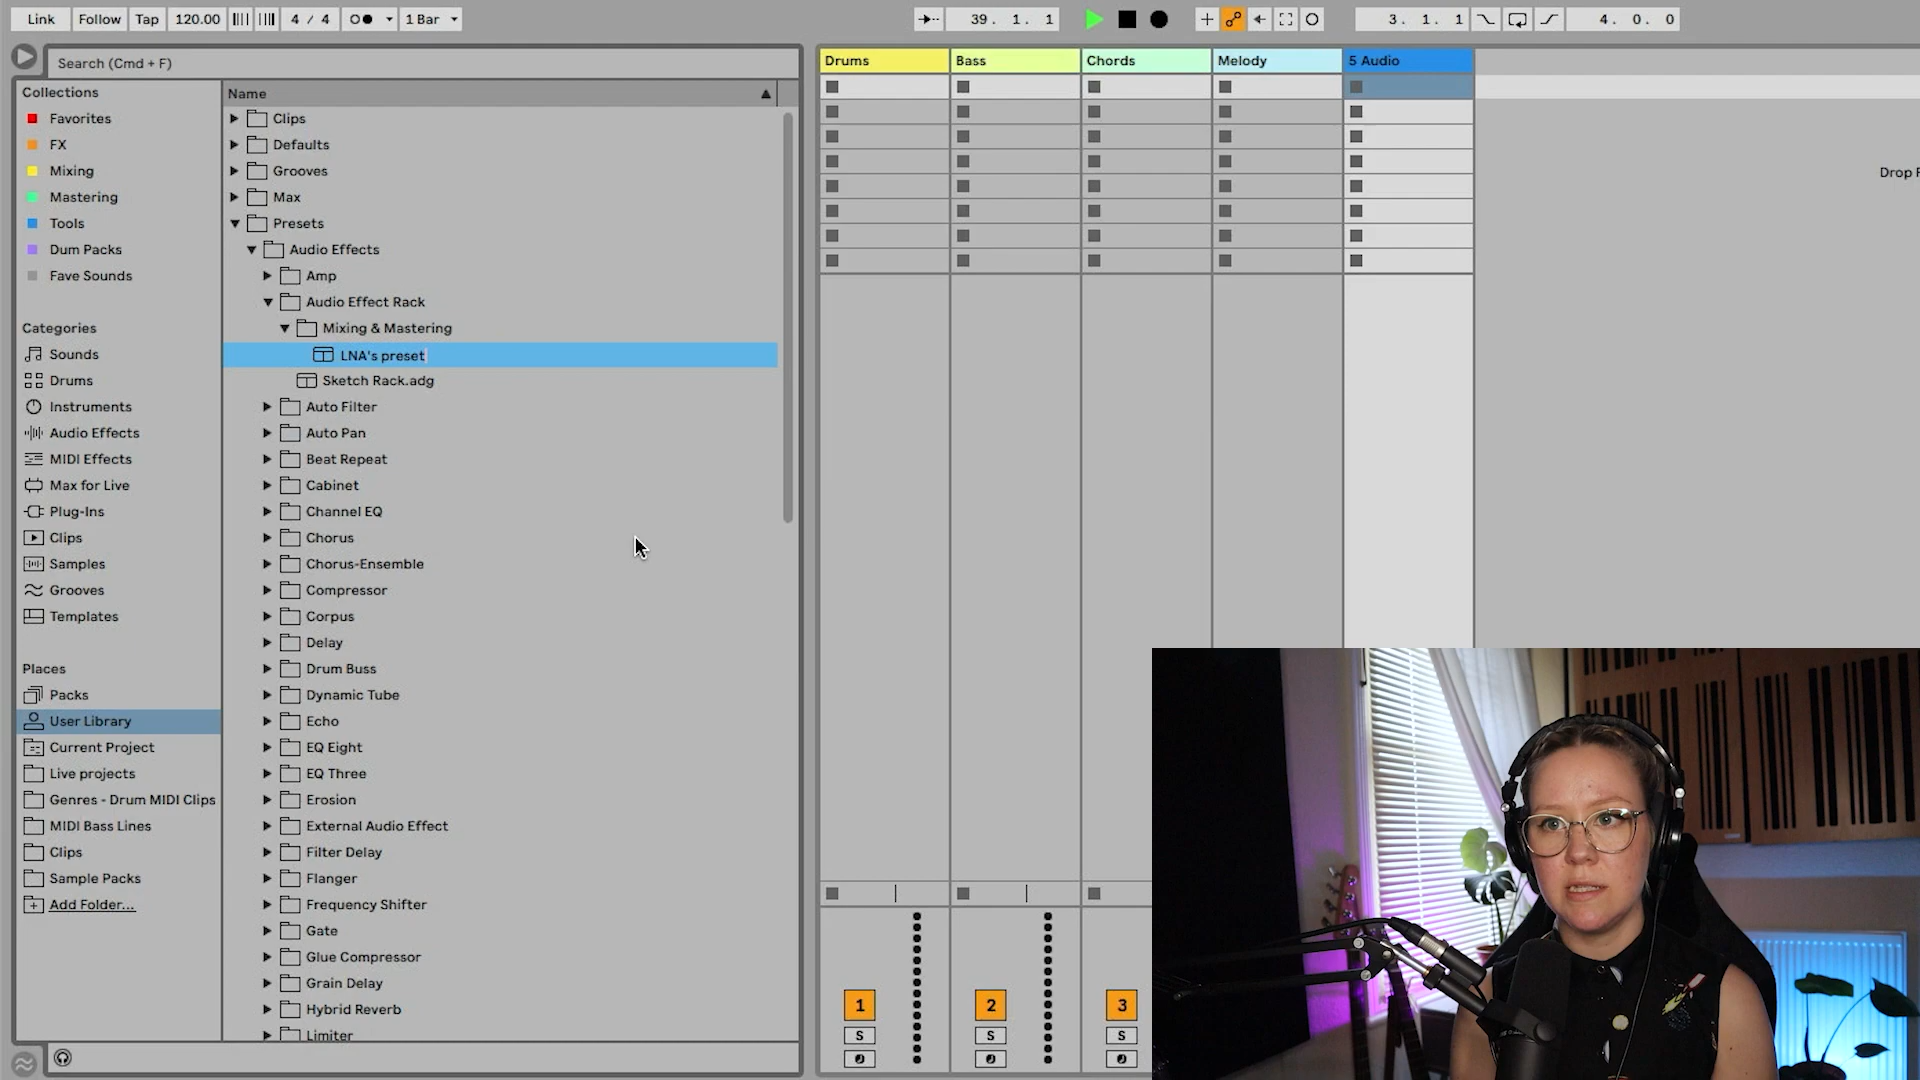 Link Follow Tap 120.00 4 / 4 1 Bar 39. 1. 1 3. 1. 1 4. 0. 0
Search (Cmd + F)
Collections
Favorites
FX
Mixing
Mastering
Tools
Dum Packs
Fave Sounds
Categories
Sounds
Drums
Instruments
Audio Effects
MIDI Effects
Max for Live
Plug-Ins
Clips
Samples
Grooves
Templates
Places
Packs
User Library
Current Project
Live projects
Genres - Drum MIDI Clips
MIDI Bass Lines
Clips
Sample Packs
Add Folder...
Name
Clips
Defaults
Grooves
Max
Presets
Audio Effects
Amp
Audio Effect Rack
Mixing & Mastering
LNA's preset
Sketch Rack.adg
Auto Filter
Auto Pan
Beat Repeat
Cabinet
Channel EQ
Chorus
Chorus-Ensemble
Compressor
Corpus
Delay
Drum Buss
Dynamic Tube
Echo
EQ Eight
EQ Three
Erosion
External Audio Effect
Filter Delay
Flanger
Frequency Shifter
Gate
Glue Compressor
Grain Delay
Hybrid Reverb
Limiter
Drums Bass Chords Melody 5 Audio
Drop F
1 2 3
S S S